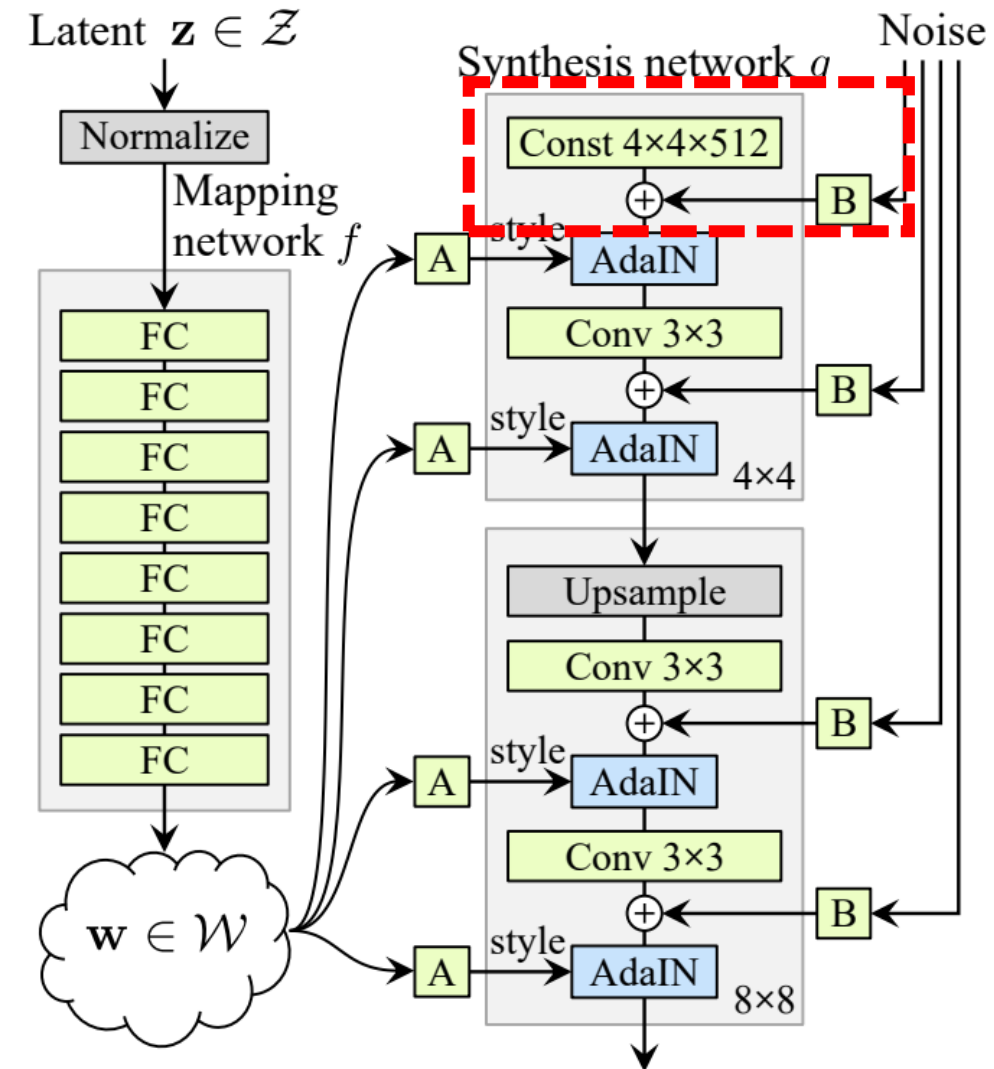 Latent z ∈ 𝒵
Normalize
Mapping
network f
FC
FC
FC
FC
FC
FC
FC
FC
w ∈ 𝒲
Noise
Synthesis network g
Const 4×4×512
+
B
style
A
AdaIN
Conv 3×3
+
B
style
A
AdaIN
4×4
Upsample
Conv 3×3
+
B
style
A
AdaIN
Conv 3×3
+
B
style
A
AdaIN
8×8